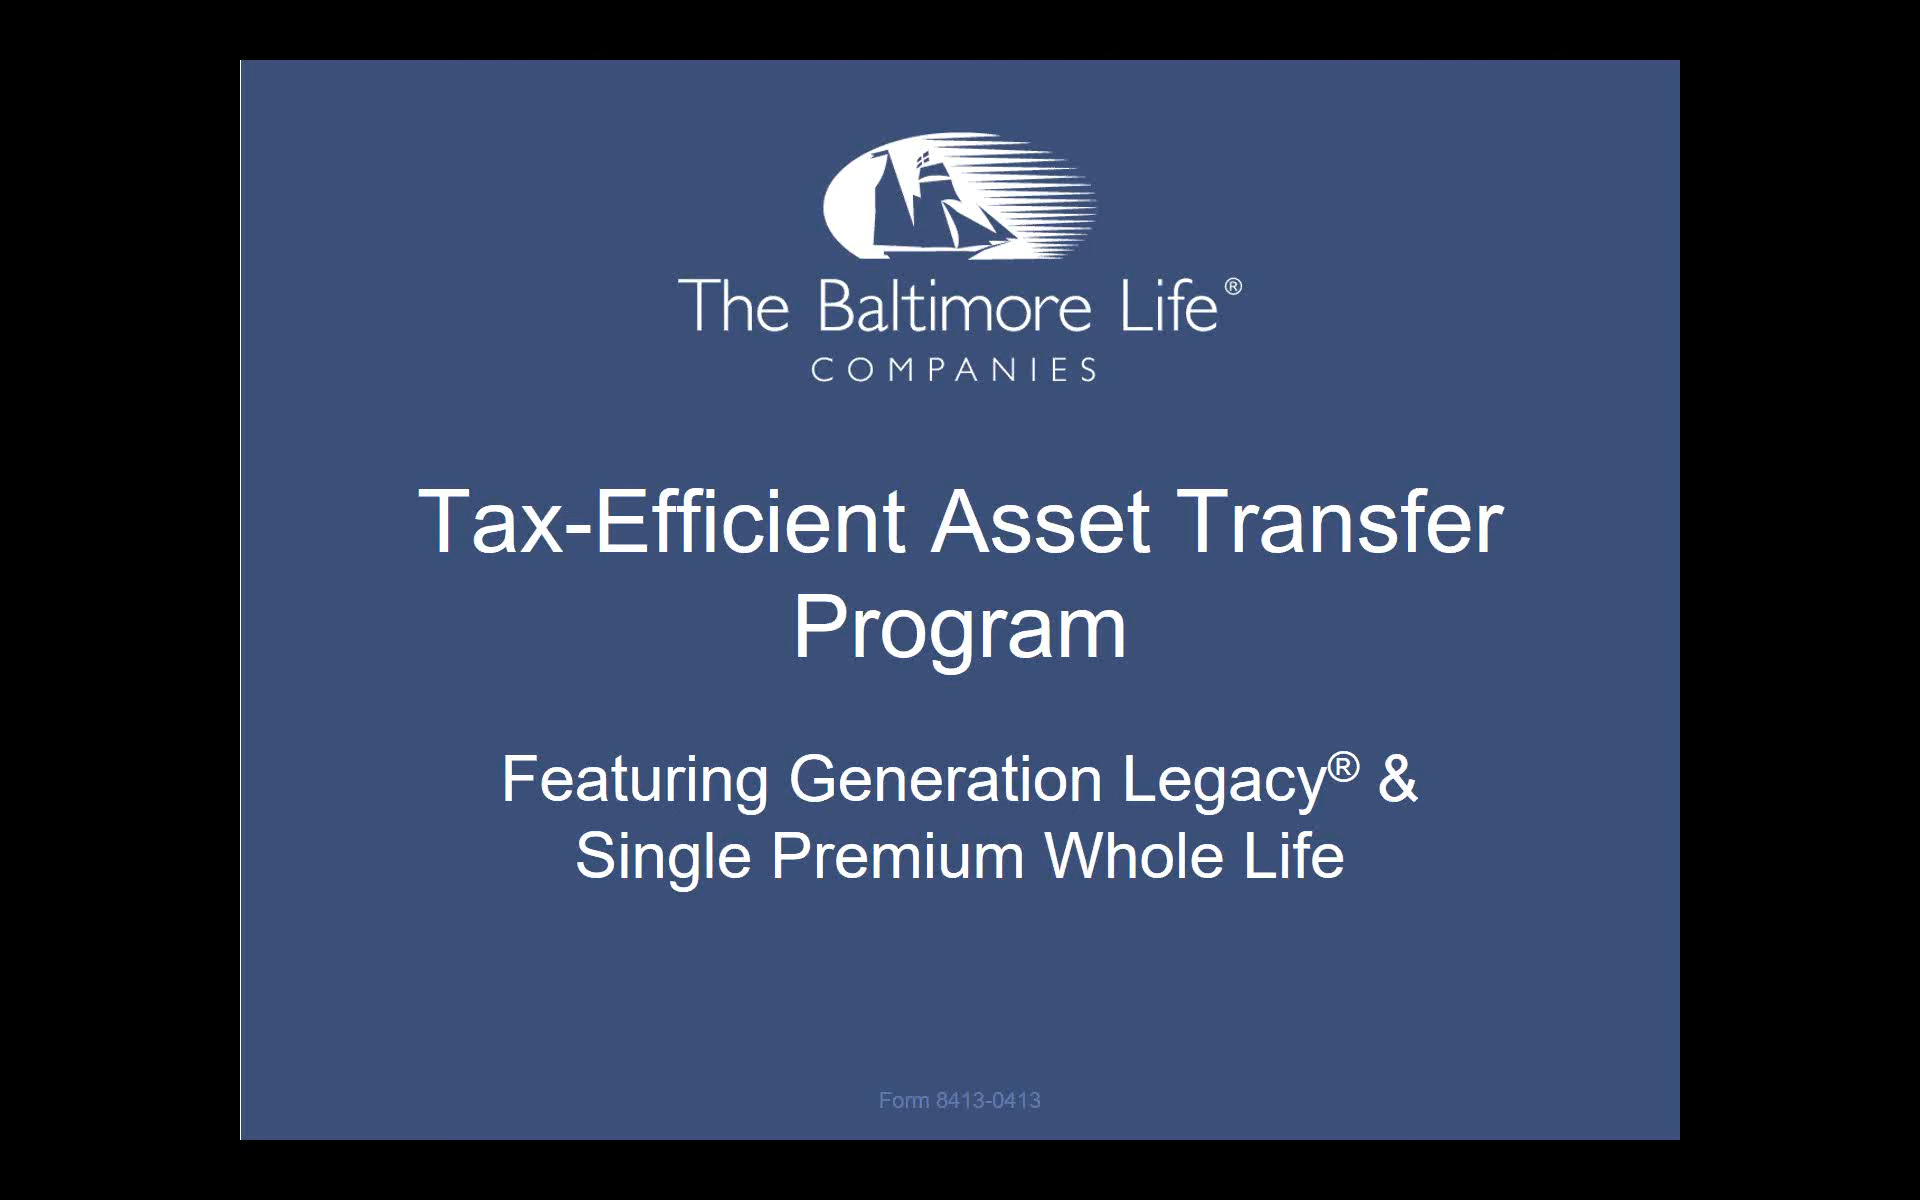 The Baltimore Life®
COMPANIES
Tax-Efficient Asset Transfer
Program
Featuring Generation Legacy® &
Single Premium Whole Life
Form 8413-0413